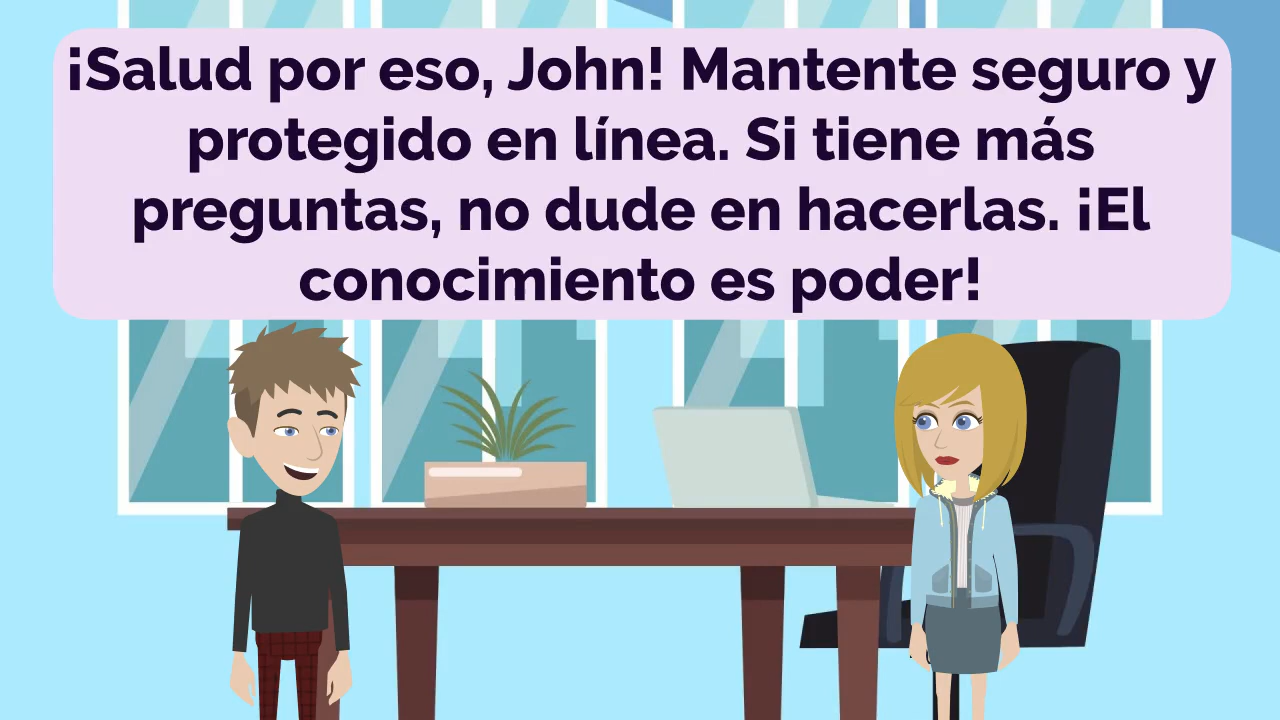 ¡Salud por eso, John! Mantente seguro y
protegido en línea. Si tiene más
preguntas, no dude en hacerlas. ¡El
conocimiento es poder!